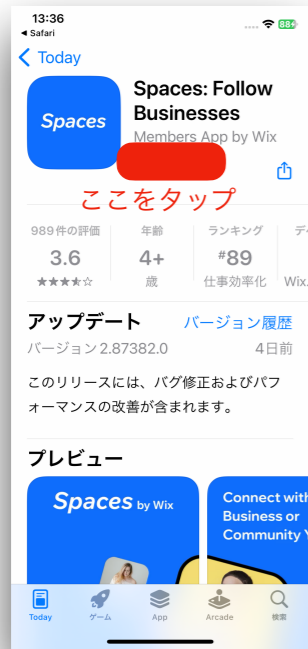 13:36
88
◀ Safari
Today
Spaces
Spaces: Follow
Businesses
Members App by Wix
ここをタップ
989件の評価
年齢
ランキング
3.6
4+
#89
★★★★☆
歳
仕事効率化
Wix.
アップデート
バージョン履歴
バージョン 2.87382.0
4日前
このリリースには、バグ修正およびパフ
ォーマンスの改善が含まれます。
プレビュー
Spaces by Wix
Connect with
Business or
Community Y
Today
ゲーム
App
Arcade
検索